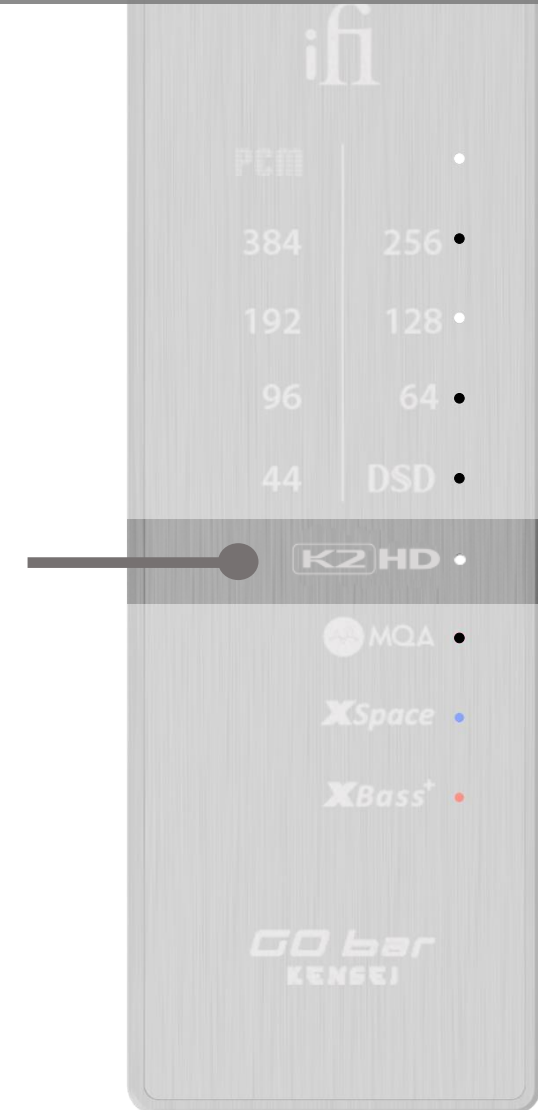 ifi
PCM
384 256
192 128
96 64
44 DSD
K2HD
MQA
XSpace
XBass+
GO bar
KENSEI